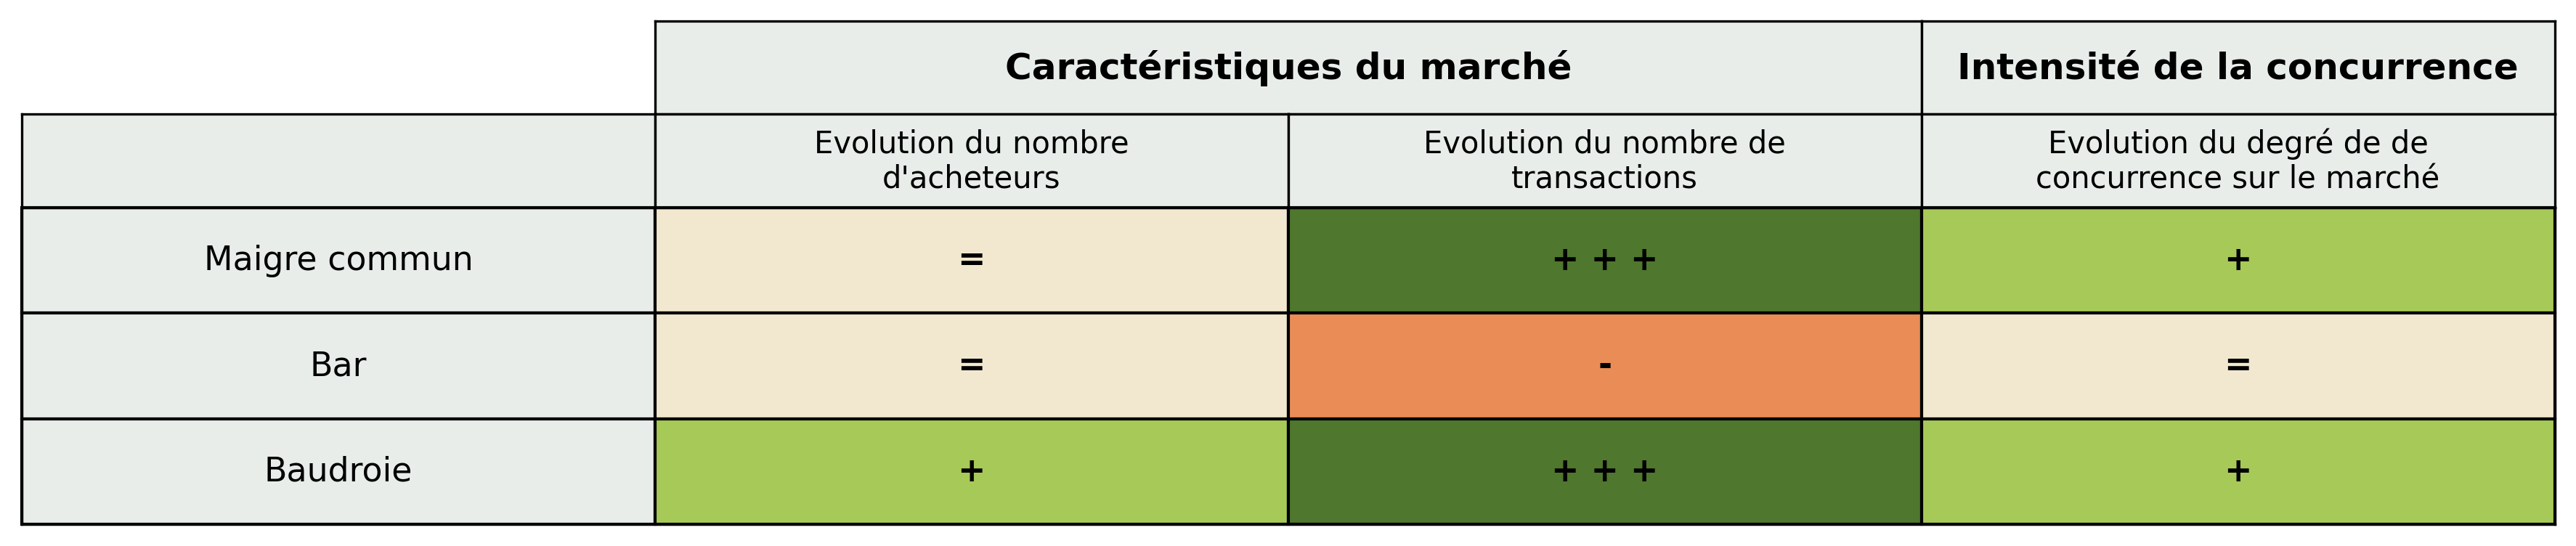 Caractéristiques du marché
Intensité de la concurrence
Evolution du nombre
d'acheteurs
Evolution du nombre de
transactions
Evolution du degré de de
concurrence sur le marché
Maigre commun
=
+ + +
+
Bar
=
-
=
Baudroie
+
+ + +
+